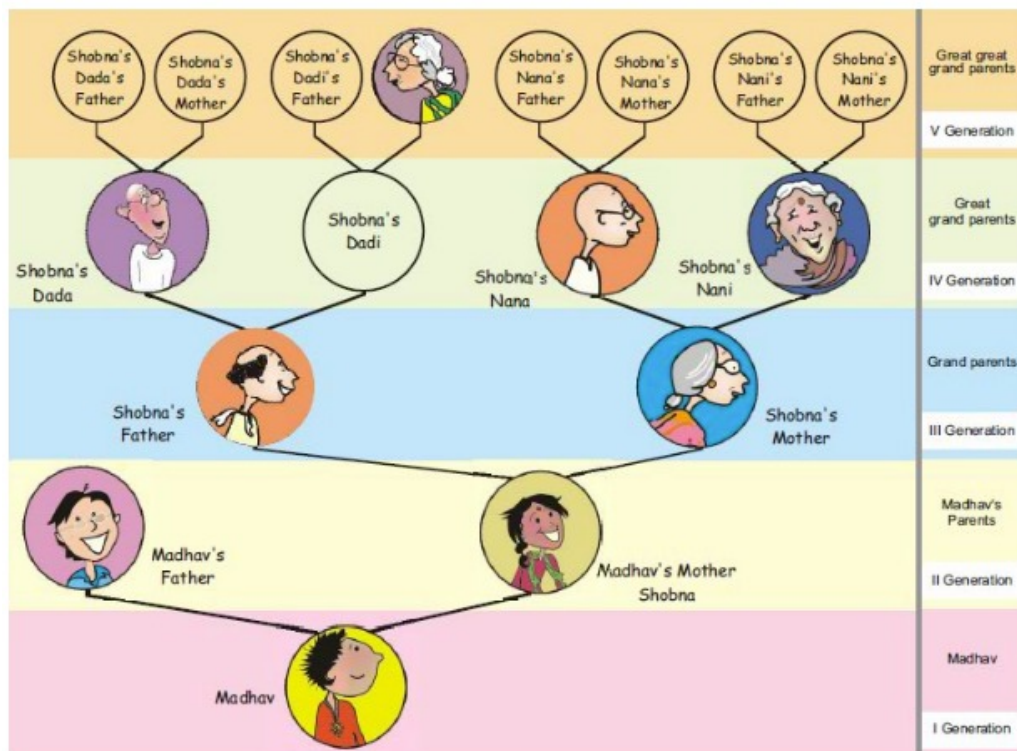 Shobna's
Dada's
Father
Shobna's
Dada's
Mother
Shobna's
Dadi's
Father
Shobna's
Nana's
Father
Shobna's
Nana's
Mother
Shobna's
Nani's
Father
Shobna's
Nani's
Mother
Great great
grand parents
V Generation
Shobna's
Dada
Shobna's
Dadi
Shobna's
Nana
Shobna's
Nani
Great
grand parents
IV Generation
Shobna's
Father
Shobna's
Mother
Grand parents
III Generation
Madhav's
Father
Madhav's Mother
Shobna
Madhav's
Parents
II Generation
Madhav
Madhav
I Generation